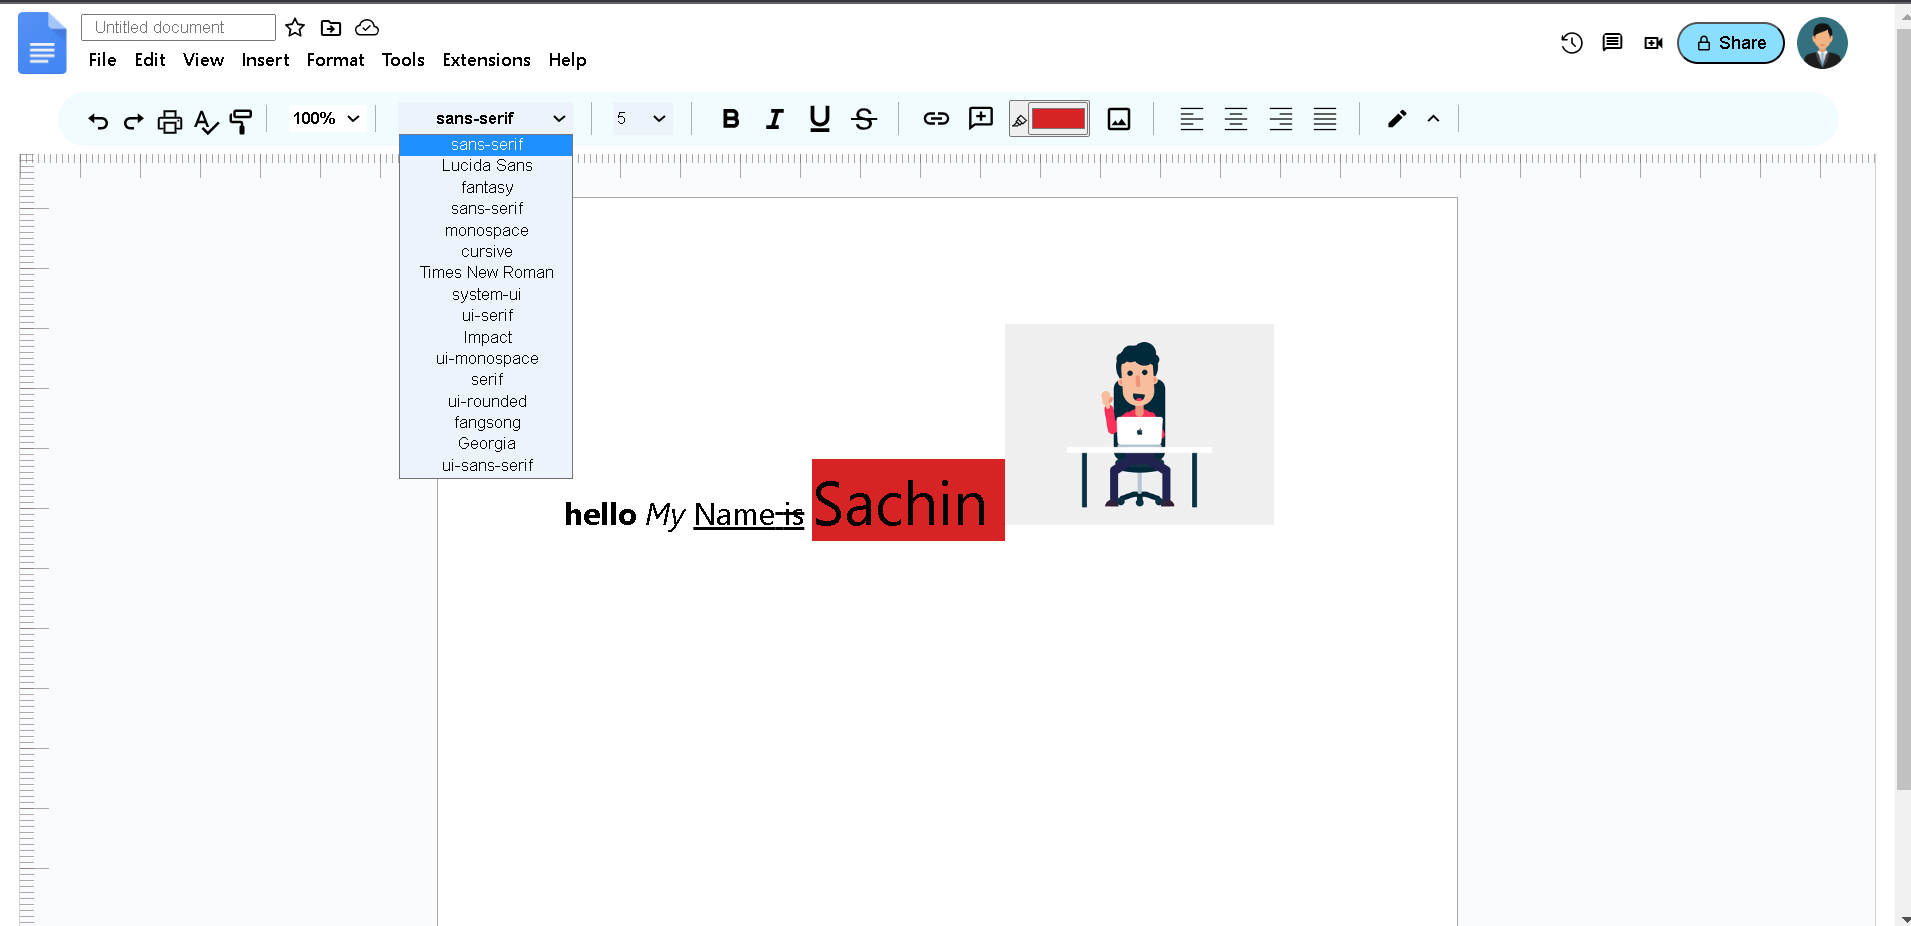 Untitled document
File Edit View Insert Format Tools Extensions Help
Share
100% sans-serif 5 B I U S
sans-serif
Lucida Sans
fantasy
sans-serif
monospace
cursive
Times New Roman
system-ui
ui-serif
Impact
ui-monospace
serif
ui-rounded
fangsong
Georgia
ui-sans-serif
hello My Name is Sachin